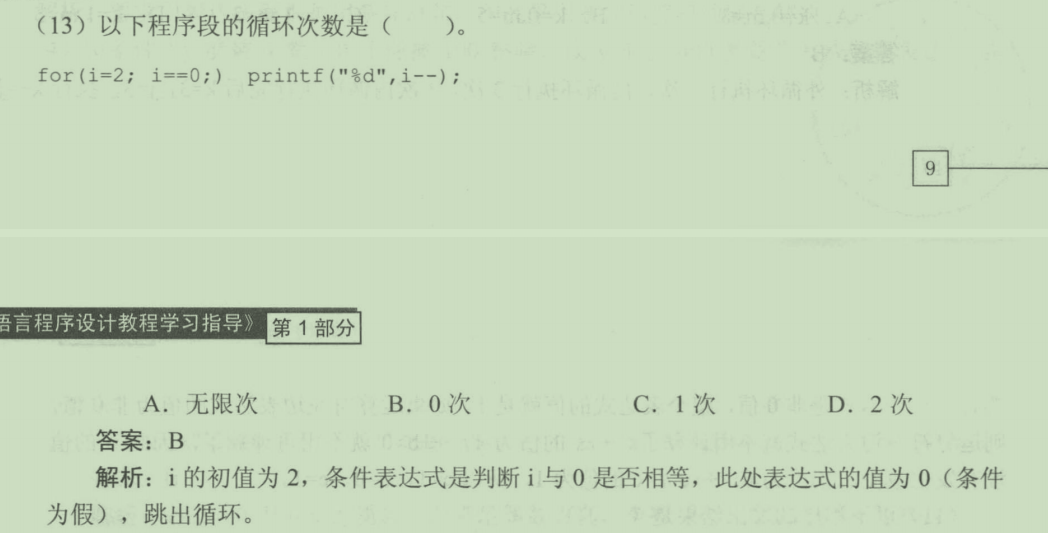 （13）以下程序段的循环次数是（　　）。
for(i=2; i==0;)  printf("%d",i--);
9
语言程序设计教程学习指导》 第 1 部分
A．无限次 B．0 次 C．1 次 D．2 次
答案：B
解析：i 的初值为 2，条件表达式是判断 i 与 0 是否相等，此处表达式的值为 0（条件
为假），跳出循环。